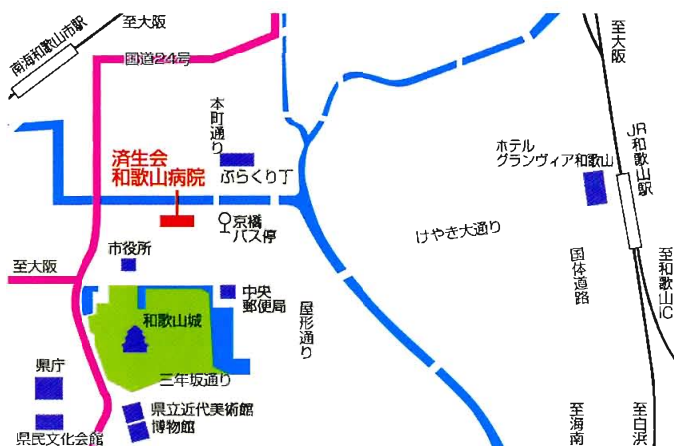 至大阪
南海和歌山市駅
国道24号
至大阪
本町通り
JR和歌山駅
ホテル
グランヴィア和歌山
済生会
和歌山病院
ぶらくり丁
京橋
バス停
けやき大通り
市役所
至大阪
国体道路
至和歌山iC
中央
郵便局
屋形通り
和歌山城
県庁
三年坂通り
県立近代美術館
博物館
県民文化会館
至海南
至白浜